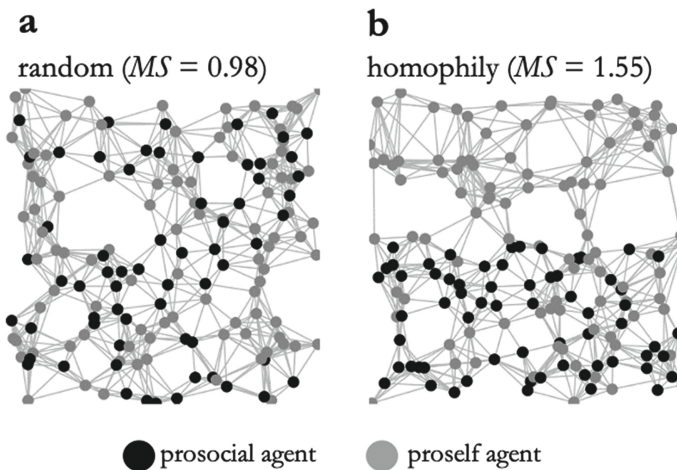 a
random (MS = 0.98)
b
homophily (MS = 1.55)
prosocial agent
proself agent